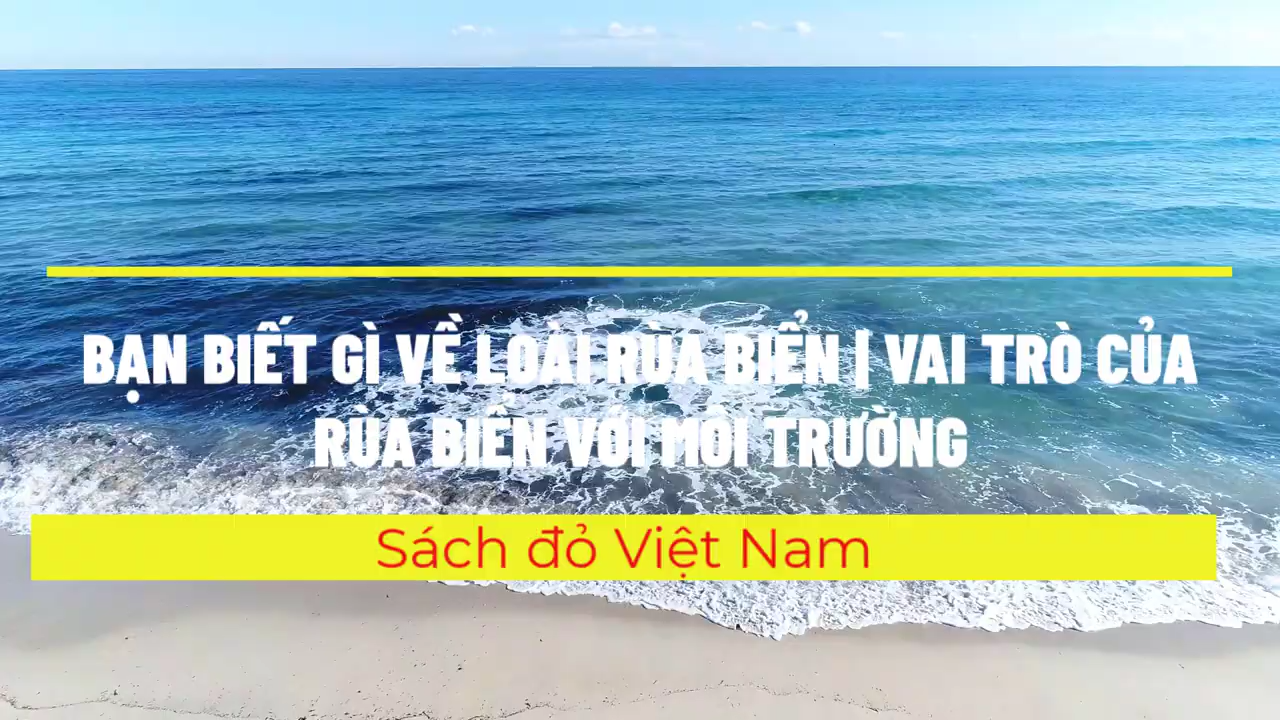 BẠN BIẾT GÌ VỀ LOÀI RÙA BIỂN | VAI TRÒ CỦA
RÙA BIỂN VỚI MÔI TRƯỜNG
Sách đỏ Việt Nam